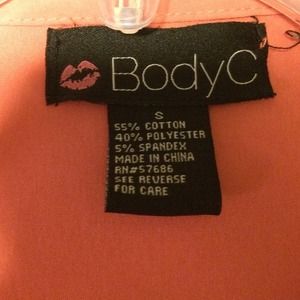 BodyC
S
55% COTTON
40% POLYESTER
5% SPANDEX
MADE IN CHINA
RN#57686
SEE REVERSE
FOR CARE